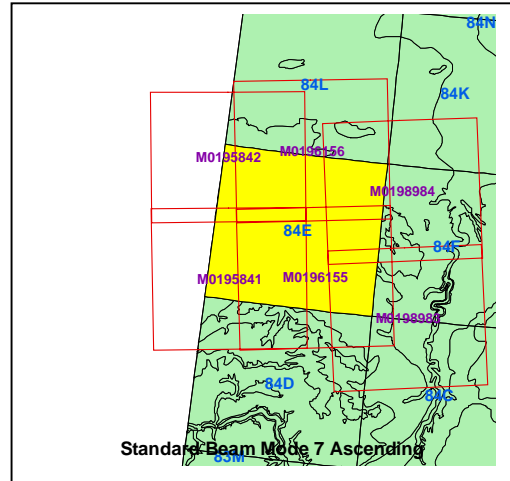 84N
84L
84K
M0195842
M0196156
M0198984
84E
84F
M0195841
M0196155
M0198983
84D
84C
Standard Beam Mode 7 Ascending
83M